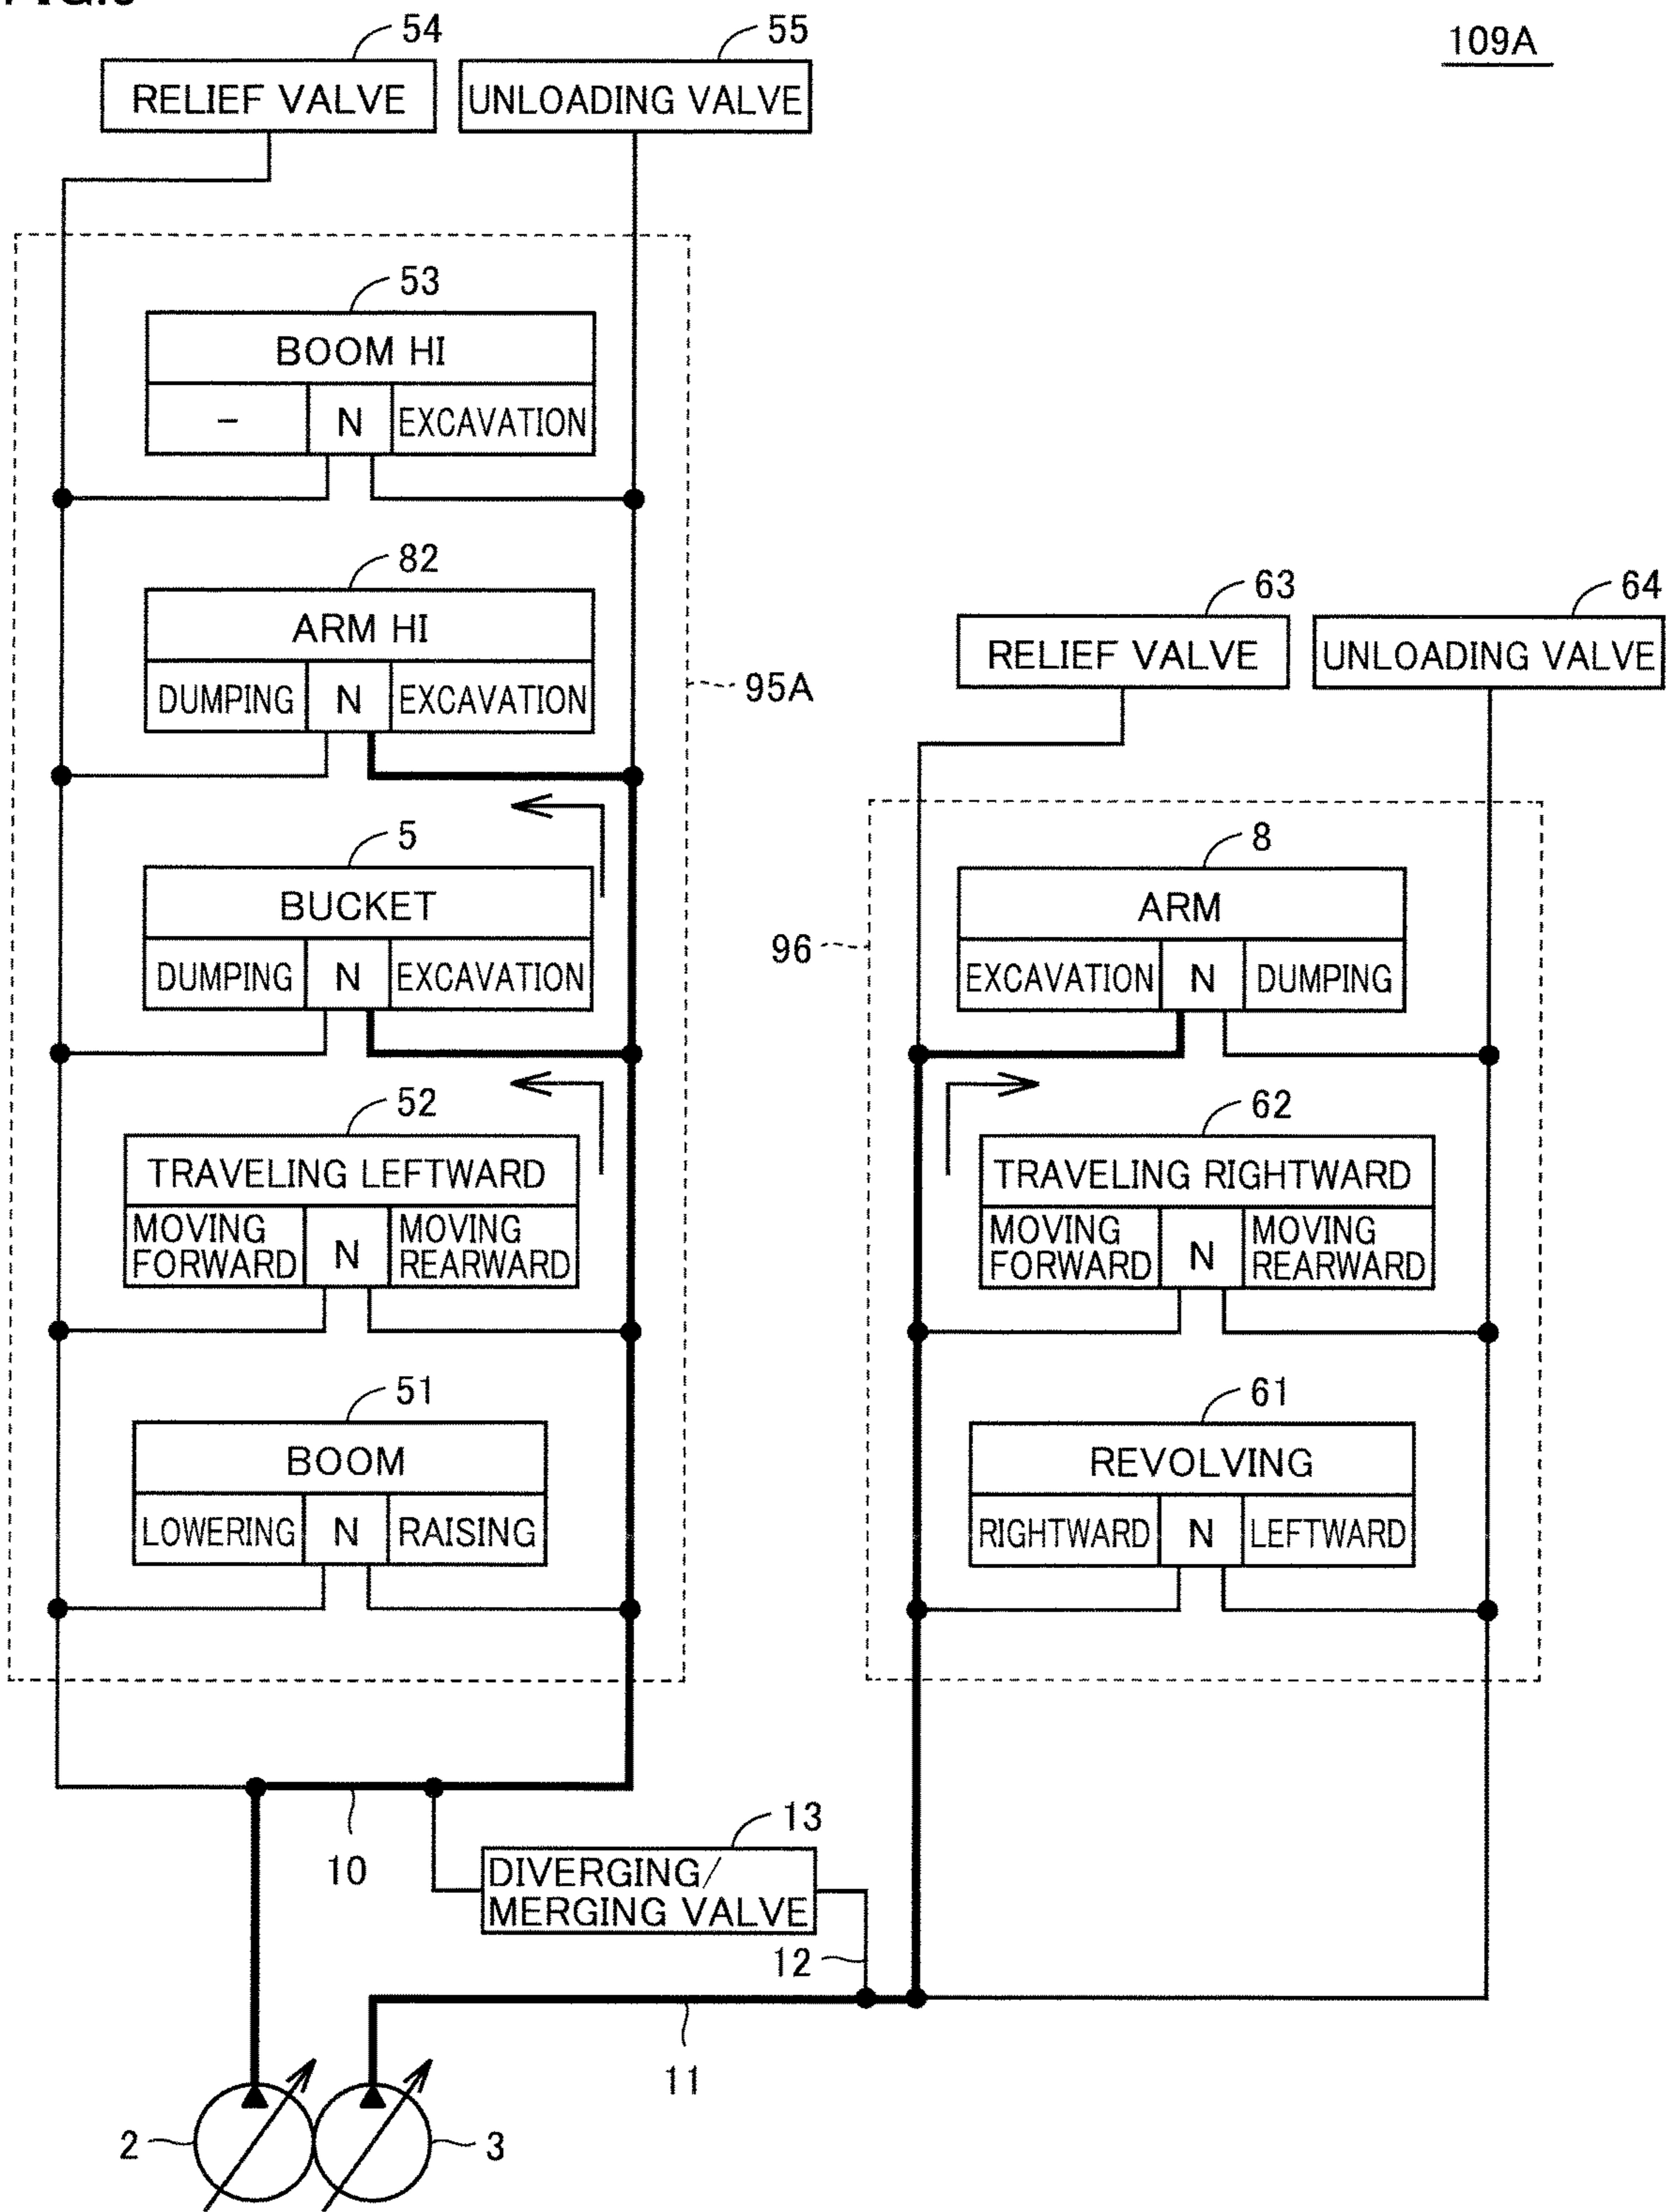 54
55
109A
RELIEF VALVE
UNLOADING VALVE
53
BOOM HI
- N EXCAVATION
82
ARM HI
DUMPING N EXCAVATION
95A
5
BUCKET
DUMPING N EXCAVATION
52
TRAVELING LEFTWARD
MOVING FORWARD N MOVING REARWARD
51
BOOM
LOWERING N RAISING
63
64
RELIEF VALVE
UNLOADING VALVE
96
8
ARM
EXCAVATION N DUMPING
62
TRAVELING RIGHTWARD
MOVING FORWARD N MOVING REARWARD
61
REVOLVING
RIGHTWARD N LEFTWARD
10
13
DIVERGING/
MERGING VALVE
12
11
2
3